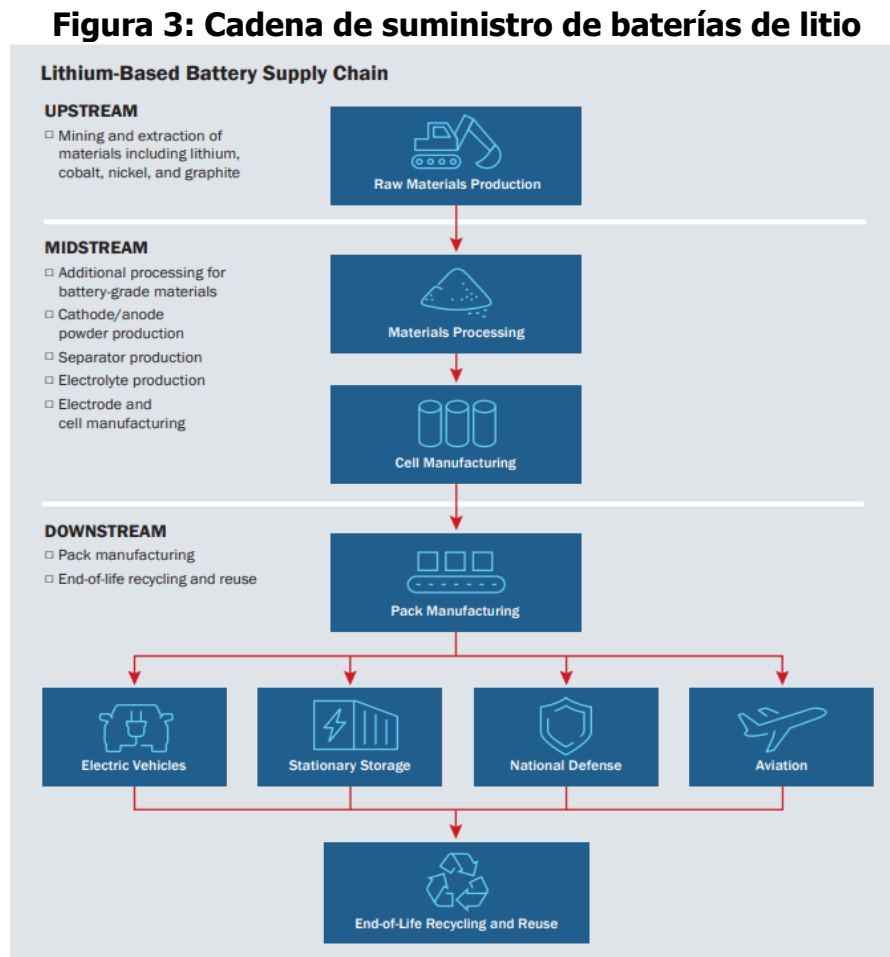 Figura 3: Cadena de suministro de baterías de litio
Lithium-Based Battery Supply Chain
UPSTREAM
□ Mining and extraction of
materials including lithium,
cobalt, nickel, and graphite
Raw Materials Production
MIDSTREAM
□ Additional processing for
battery-grade materials
□ Cathode/anode
powder production
□ Separator production
□ Electrolyte production
□ Electrode and
cell manufacturing
Materials Processing
Cell Manufacturing
DOWNSTREAM
□ Pack manufacturing
□ End-of-life recycling and reuse
Pack Manufacturing
Electric Vehicles
Stationary Storage
National Defense
Aviation
End-of-Life Recycling and Reuse